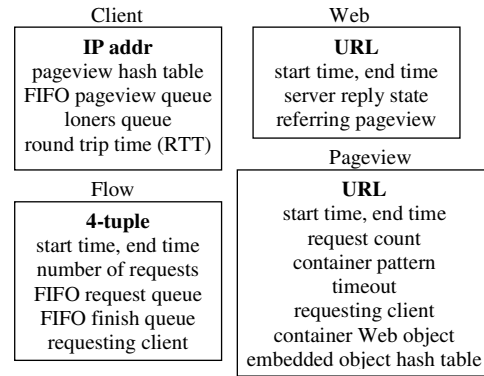 Client
IP addr
pageview hash table
FIFO pageview queue
loners queue
round trip time (RTT)
Web
URL
start time, end time
server reply state
referring pageview
Flow
4-tuple
start time, end time
number of requests
FIFO request queue
FIFO finish queue
requesting client
Pageview
URL
start time, end time
request count
container pattern
timeout
requesting client
container Web object
embedded object hash table